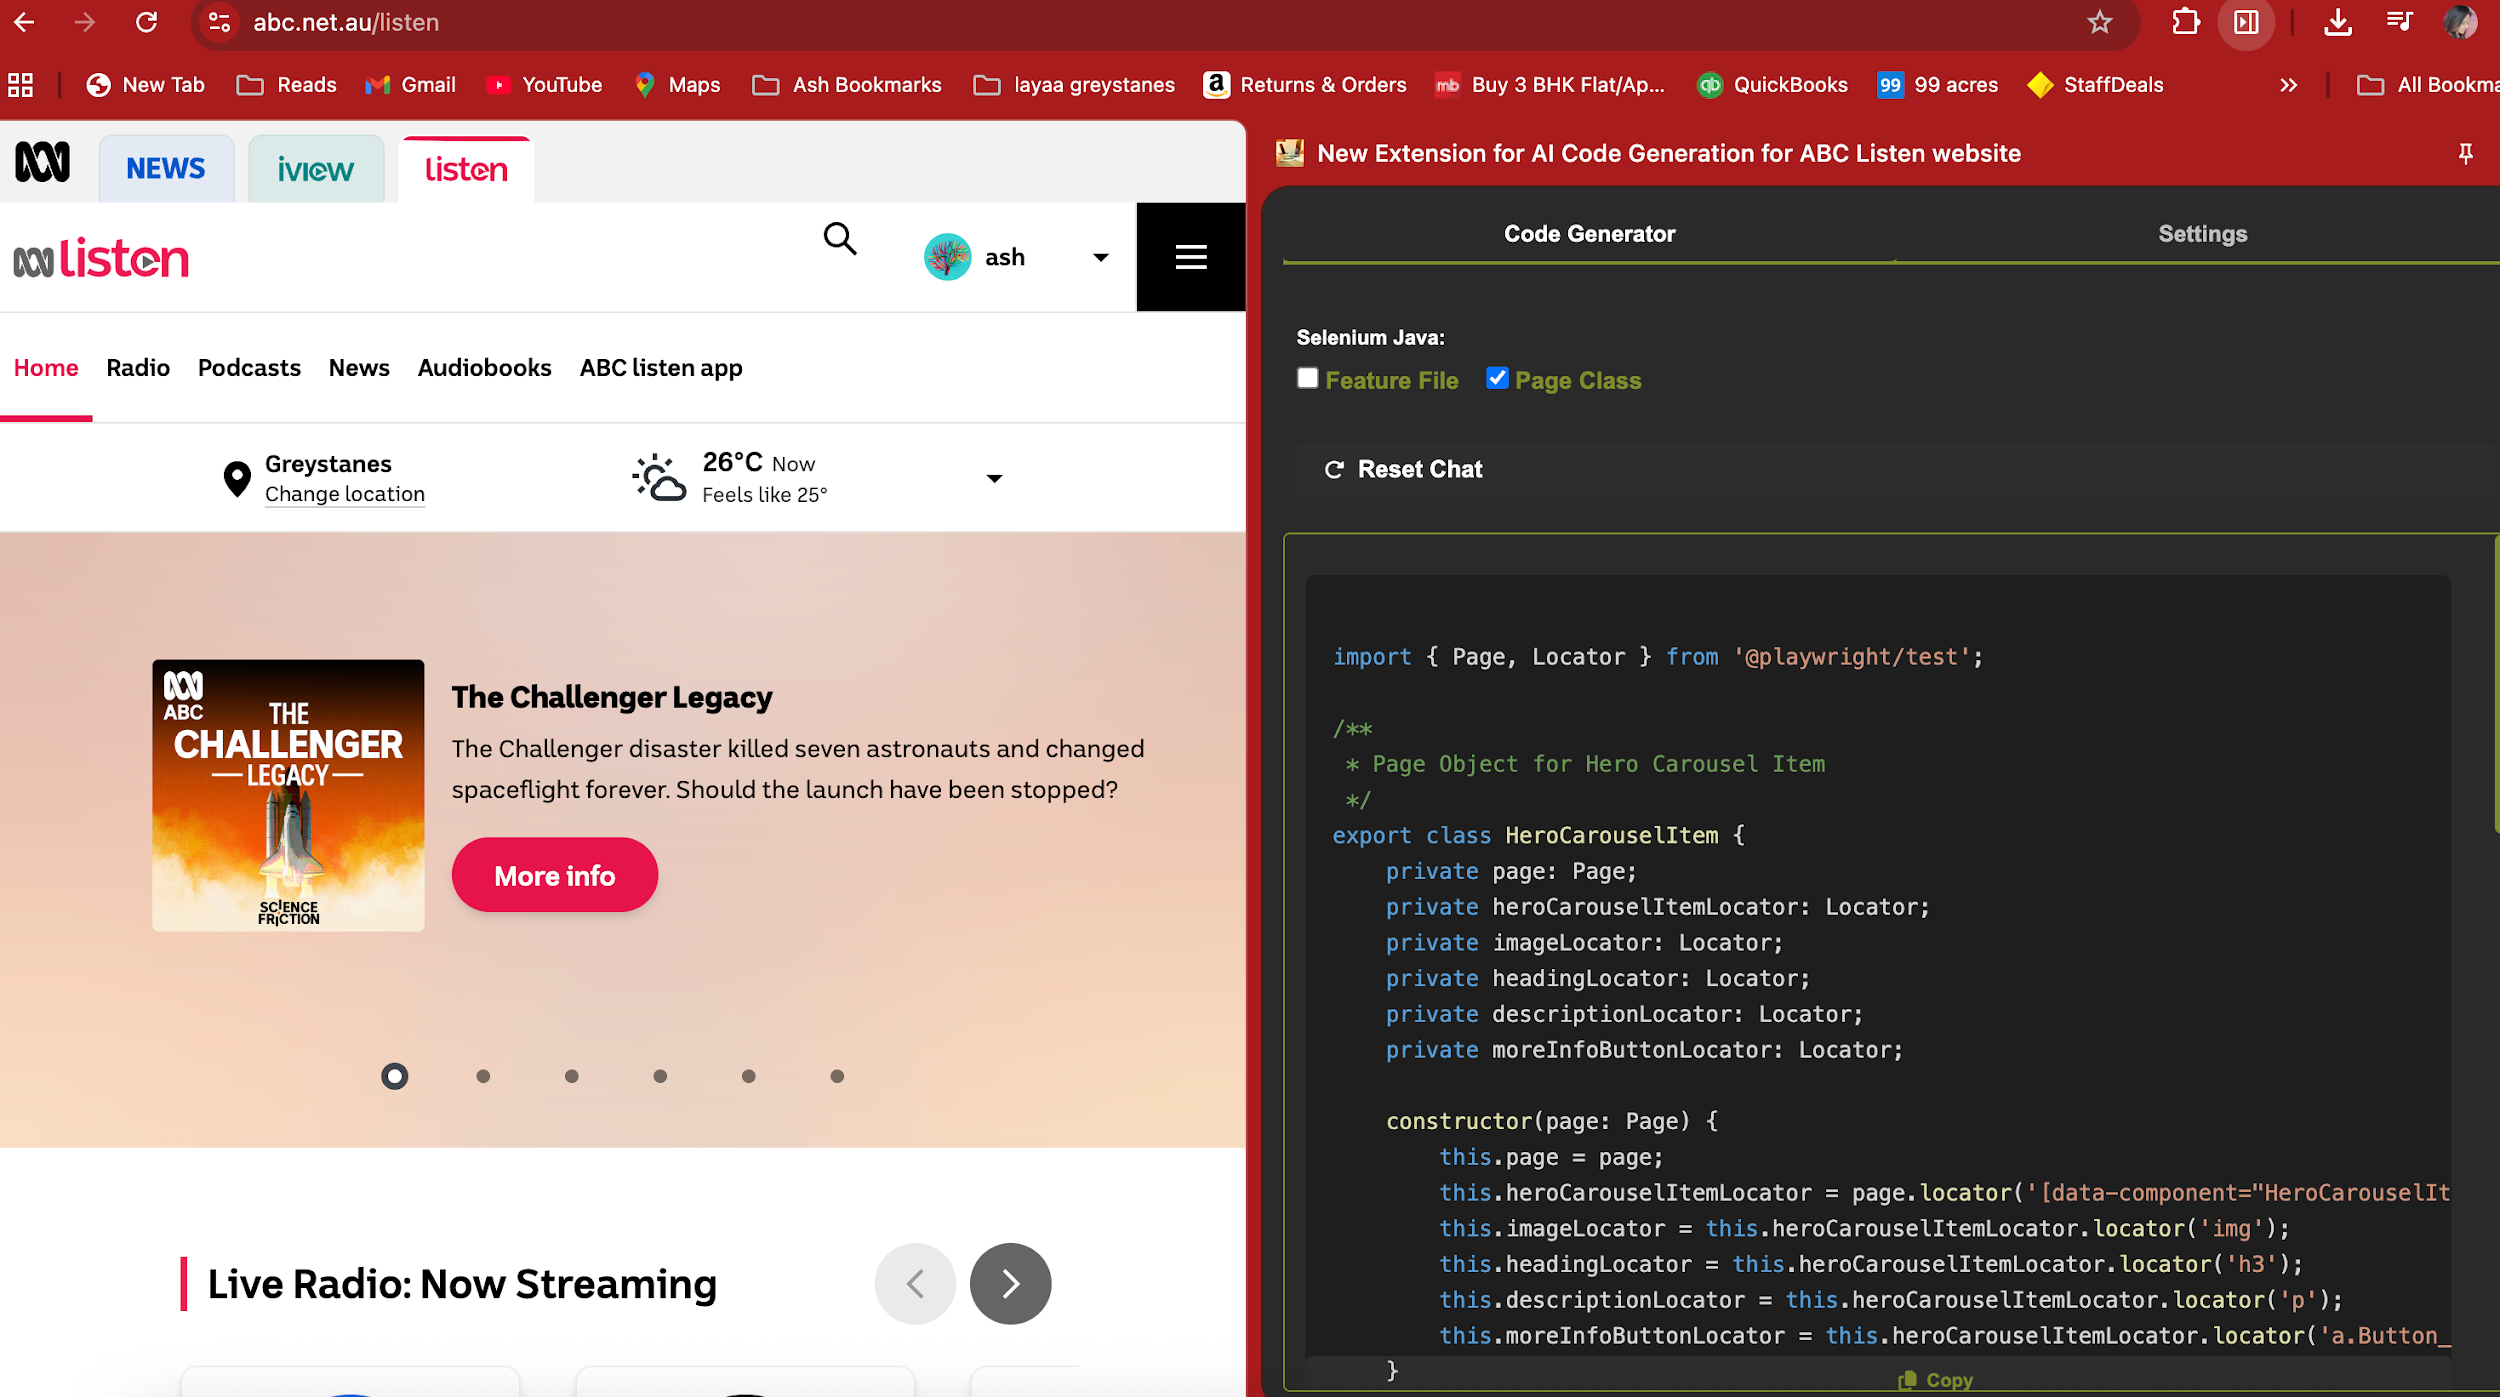 abc.net.au/listen
New Tab Reads Gmail YouTube Maps Ash Bookmarks layaa greystanes a Returns & Orders mb Buy 3 BHK Flat/Ap... qb QuickBooks 99 99 acres StaffDeals » All Bookma
NEWS iview listen
listen
ash
Home Radio Podcasts News Audiobooks ABC listen app
Greystanes
Change location
26°C Now
Feels like 25°
ABC
THE
CHALLENGER
LEGACY
SCIENCE
FRICTION
The Challenger Legacy
The Challenger disaster killed seven astronauts and changed
spaceflight forever. Should the launch have been stopped?
More info
Live Radio: Now Streaming
New Extension for AI Code Generation for ABC Listen website
Code Generator Settings
Selenium Java:
Feature File Page Class
Reset Chat
import { Page, Locator } from '@playwright/test';
/**
* Page Object for Hero Carousel Item
*/
export class HeroCarouselItem {
private page: Page;
private heroCarouselItemLocator: Locator;
private imageLocator: Locator;
private headingLocator: Locator;
private descriptionLocator: Locator;
private moreInfoButtonLocator: Locator;
constructor(page: Page) {
this.page = page;
this.heroCarouselItemLocator = page.locator('[data-component="HeroCarouselIt
this.imageLocator = this.heroCarouselItemLocator.locator('img');
this.headingLocator = this.heroCarouselItemLocator.locator('h3');
this.descriptionLocator = this.heroCarouselItemLocator.locator('p');
this.moreInfoButtonLocator = this.heroCarouselItemLocator.locator('a.Button_
}
Copy